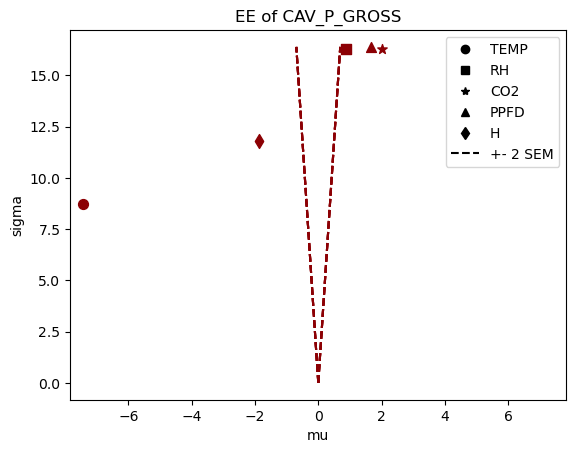 EE of CAV_P_GROSS
TEMP
RH
CO2
PPFD
H
+- 2 SEM
sigma
15.0
12.5
10.0
7.5
5.0
2.5
0.0
−6 −4 −2 0 2 4 6
mu